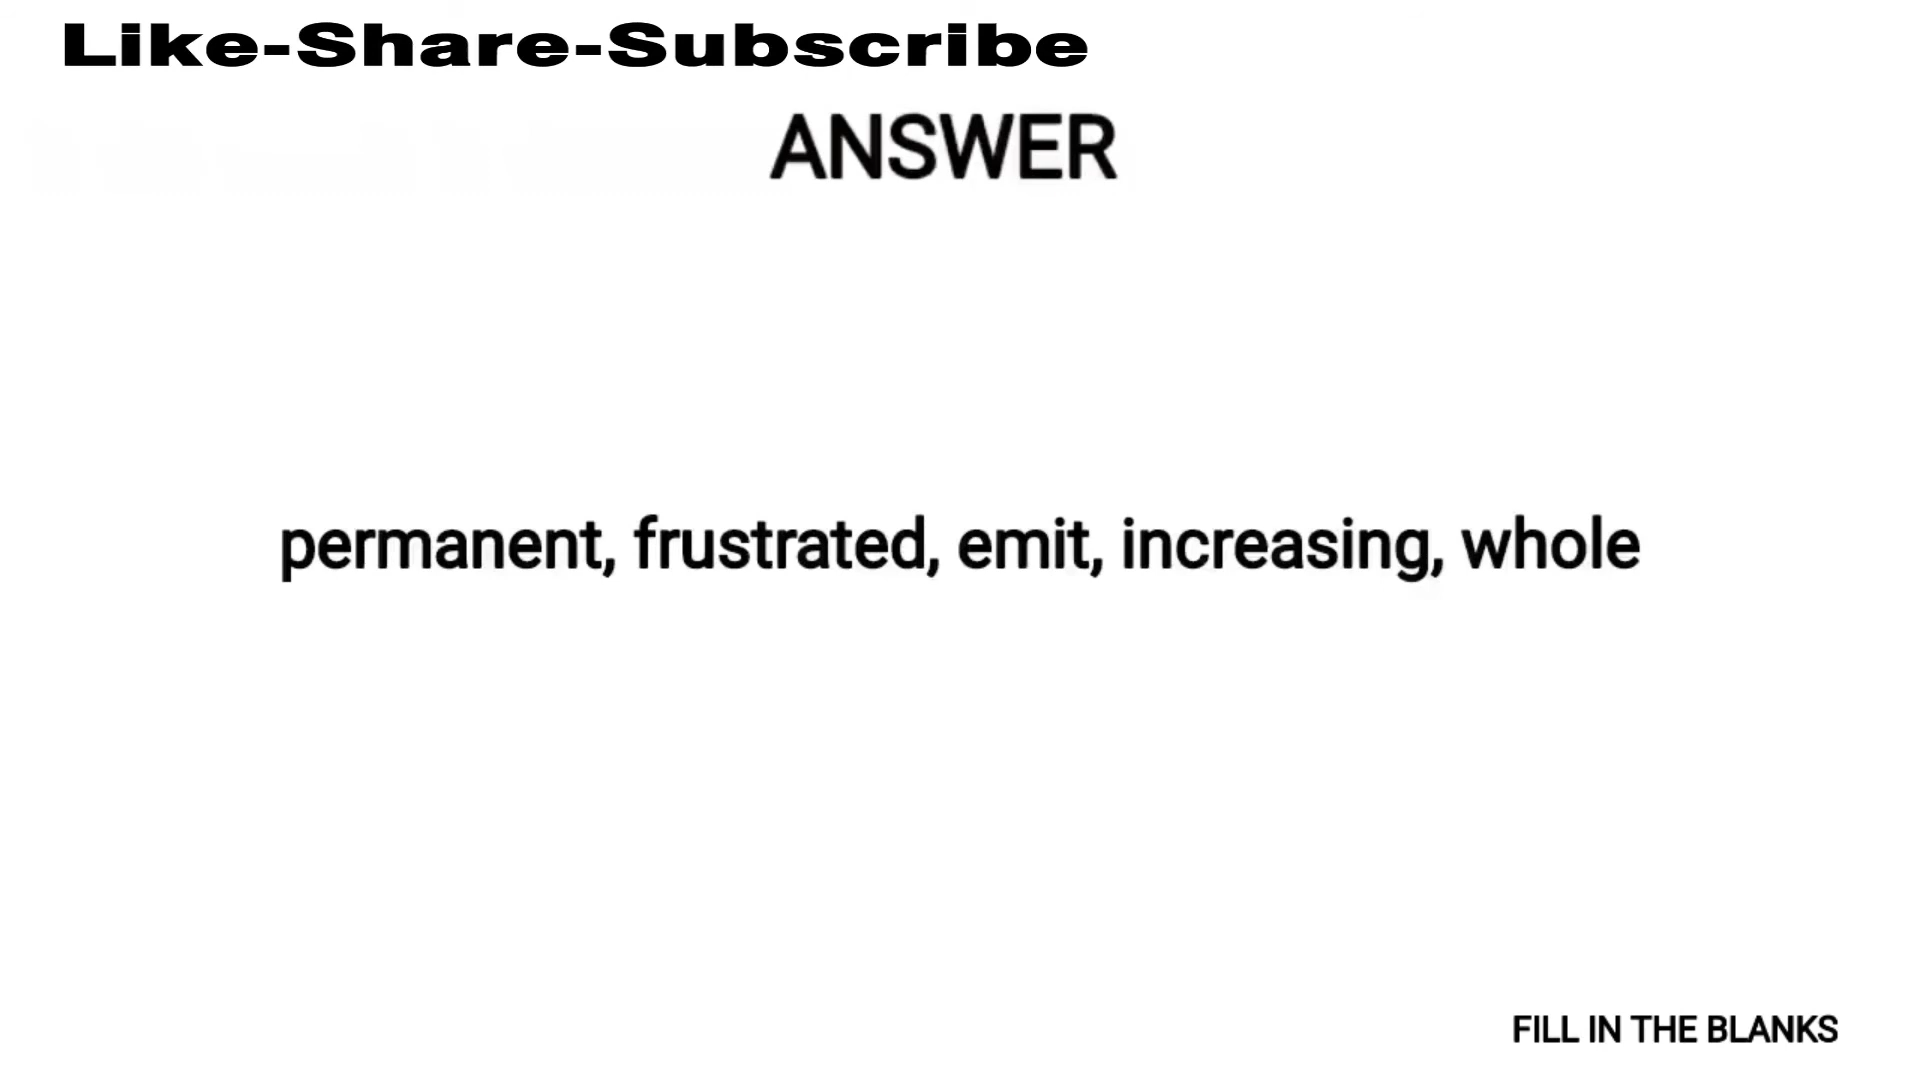 Like-Share-Subscribe
ANSWER
permanent, frustrated, emit, increasing, whole
FILL IN THE BLANKS